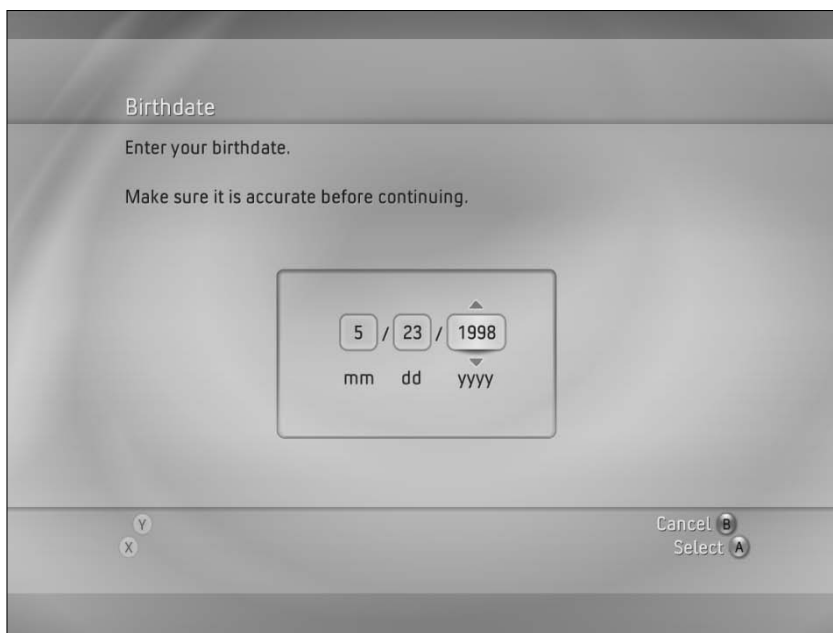 Birthdate
Enter your birthdate.
Make sure it is accurate before continuing.
5 / 23 / 1998
mm dd yyyy
Y
Cancel B
X
Select A